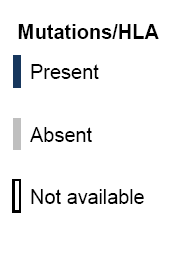 Mutations/HLA
Present
Absent
Not available